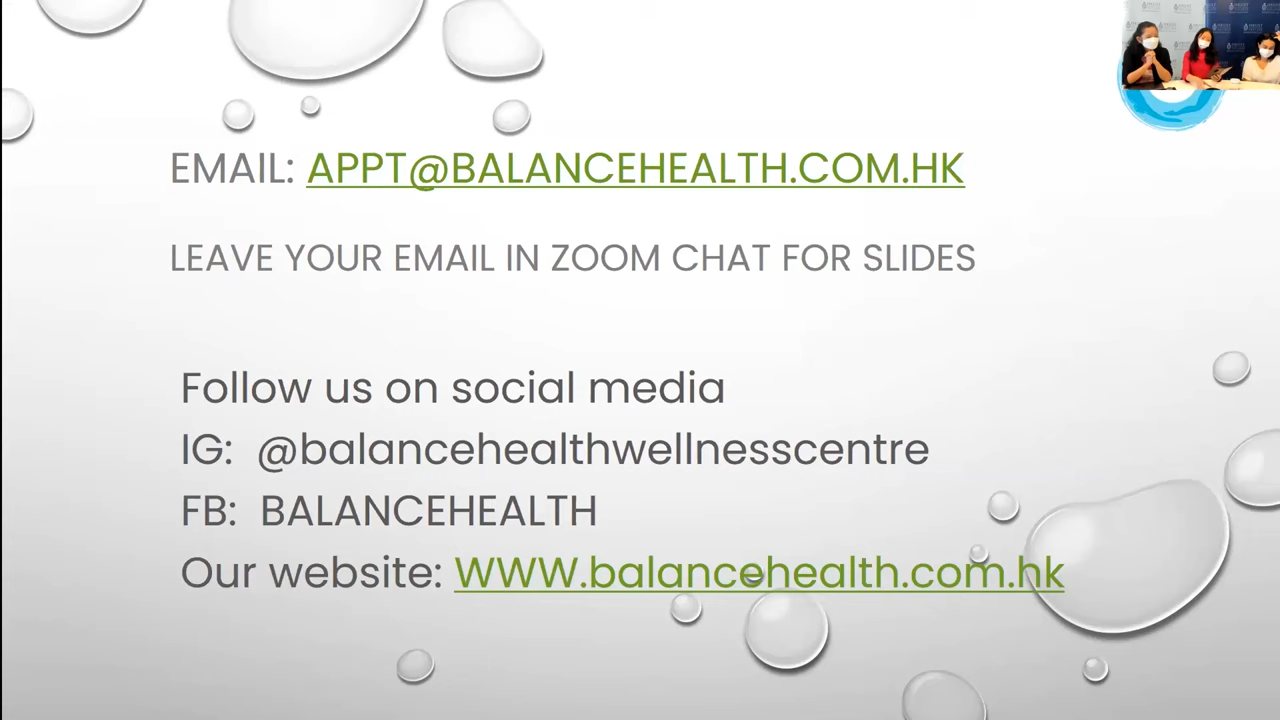 EMAIL: APPT@BALANCEHEALTH.COM.HK
LEAVE YOUR EMAIL IN ZOOM CHAT FOR SLIDES
Follow us on social media
IG: @balancehealthwellnesscentre
FB: BALANCEHEALTH
Our website: WWW.balancehealth.com.hk